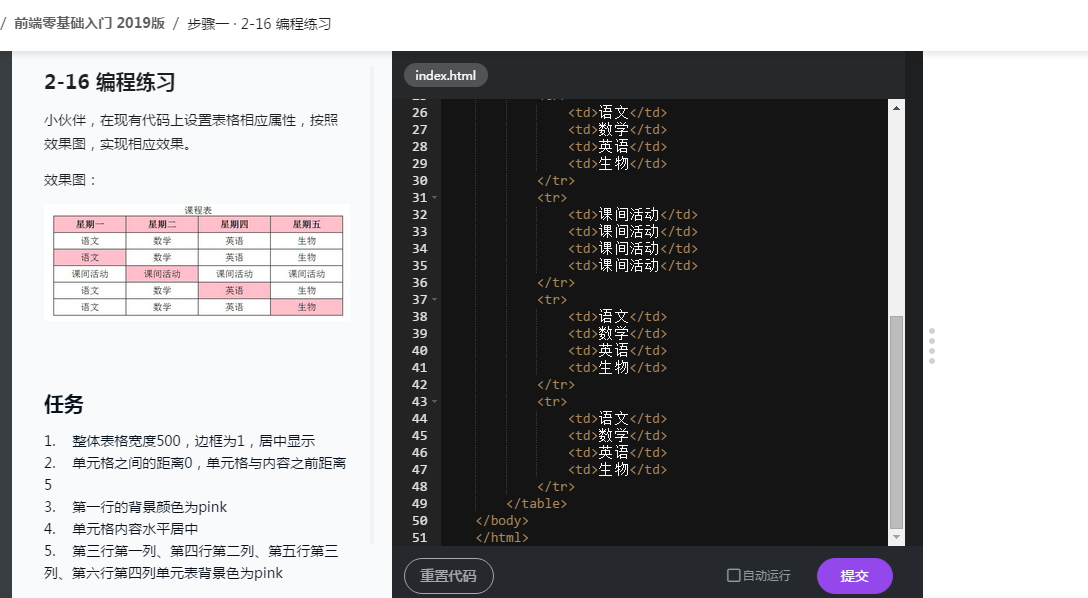 / 前端零基础入门 2019版 / 步骤一 · 2-16 编程练习
2-16 编程练习
小伙伴，在现有代码上设置表格相应属性，按照
效果图，实现相应效果。
效果图：
课程表
星期一 星期二 星期四 星期五
语文 数学 英语 生物
语文 数学 英语 生物
课间活动 课间活动 课间活动 课间活动
语文 数学 英语 生物
语文 数学 英语 生物
任务
1. 整体表格宽度500，边框为1，居中显示
2. 单元格之间的距离0，单元格与内容之前距离
5
3. 第一行的背景颜色为pink
4. 单元格内容水平居中
5. 第三行第一列、第四行第二列、第五行第三
列、第六行第四列单元表背景色为pink
index.html
26 <td>语文</td>
27 <td>数学</td>
28 <td>英语</td>
29 <td>生物</td>
30 </tr>
31 <tr>
32 <td>课间活动</td>
33 <td>课间活动</td>
34 <td>课间活动</td>
35 <td>课间活动</td>
36 </tr>
37 <tr>
38 <td>语文</td>
39 <td>数学</td>
40 <td>英语</td>
41 <td>生物</td>
42 </tr>
43 <tr>
44 <td>语文</td>
45 <td>数学</td>
46 <td>英语</td>
47 <td>生物</td>
48 </tr>
49 </table>
50 </body>
51 </html>
重置代码
自动运行
提交